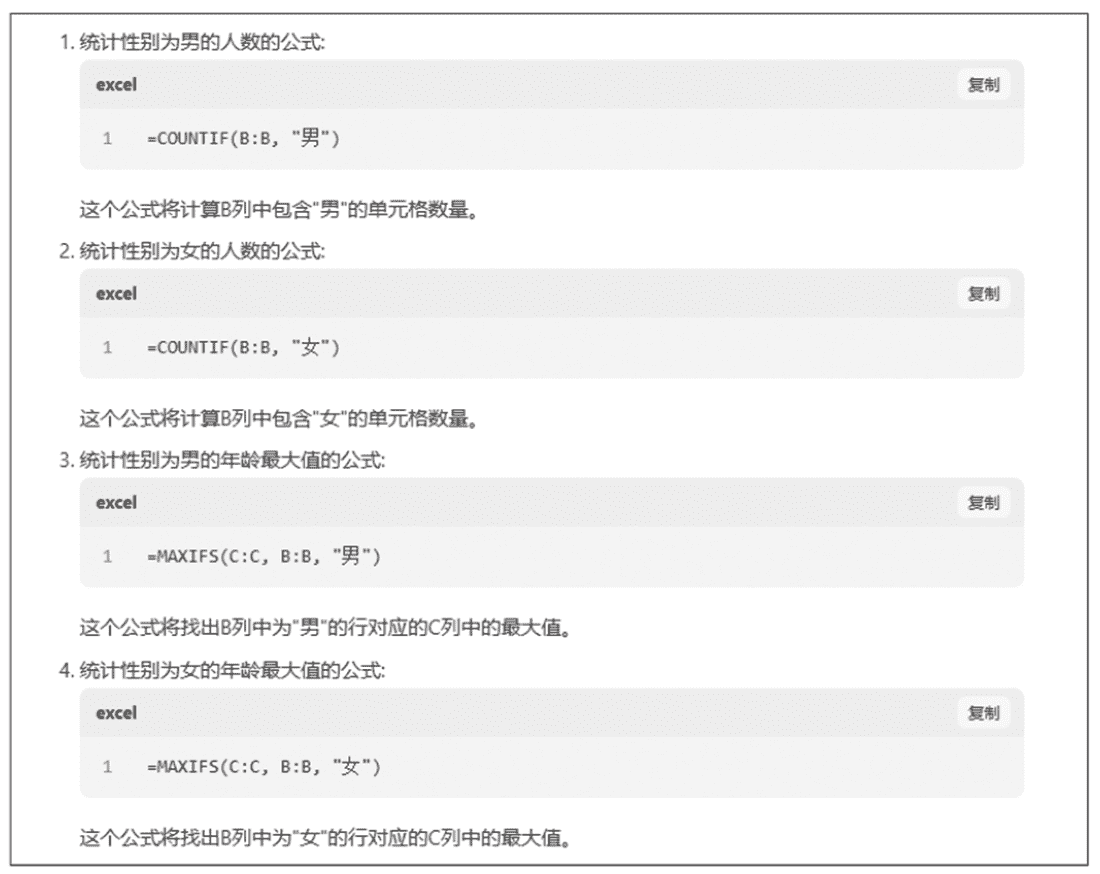 1. 统计性别为男的人数的公式:
excel 复制
1 =COUNTIF(B:B, "男")
这个公式将计算B列中包含"男"的单元格数量。
2. 统计性别为女的人数的公式:
excel 复制
1 =COUNTIF(B:B, "女")
这个公式将计算B列中包含"女"的单元格数量。
3. 统计性别为男的年龄最大值的公式:
excel 复制
1 =MAXIFS(C:C, B:B, "男")
这个公式将找出B列中为"男"的行对应的C列中的最大值。
4. 统计性别为女的年龄最大值的公式:
excel 复制
1 =MAXIFS(C:C, B:B, "女")
这个公式将找出B列中为"女"的行对应的C列中的最大值。